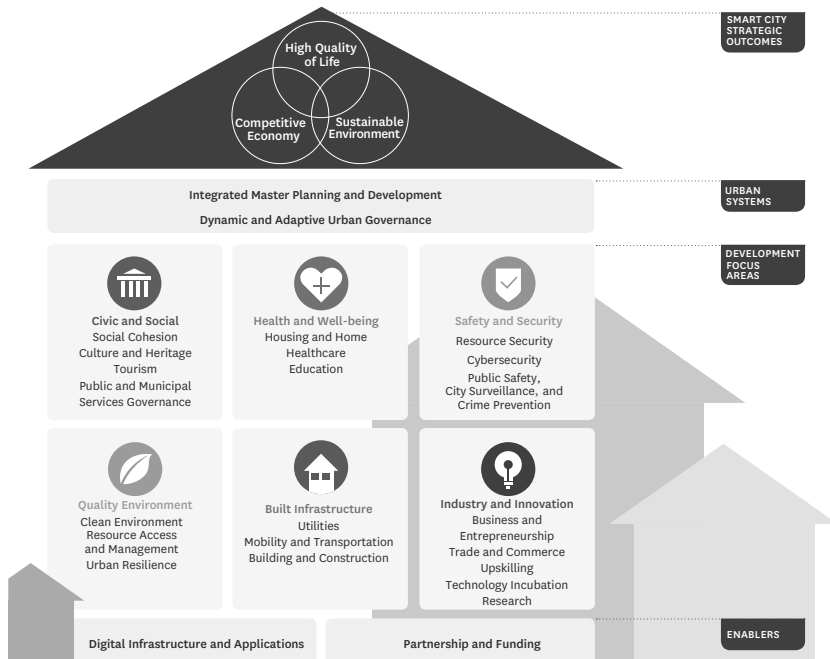 SMART CITY
STRATEGIC
OUTCOMES
High Quality
of Life
Competitive
Economy
Sustainable
Environment
Integrated Master Planning and Development
Dynamic and Adaptive Urban Governance
URBAN
SYSTEMS
DEVELOPMENT
FOCUS
AREAS
Civic and Social
Social Cohesion
Culture and Heritage
Tourism
Public and Municipal
Services Governance
Health and Well-being
Housing and Home
Healthcare
Education
Safety and Security
Resource Security
Cybersecurity
Public Safety,
City Surveillance, and
Crime Prevention
Quality Environment
Clean Environment
Resource Access
and Management
Urban Resilience
Built Infrastructure
Utilities
Mobility and Transportation
Building and Construction
Industry and Innovation
Business and
Entrepreneurship
Trade and Commerce
Upskilling
Technology Incubation
Research
Digital Infrastructure and Applications
Partnership and Funding
ENABLERS